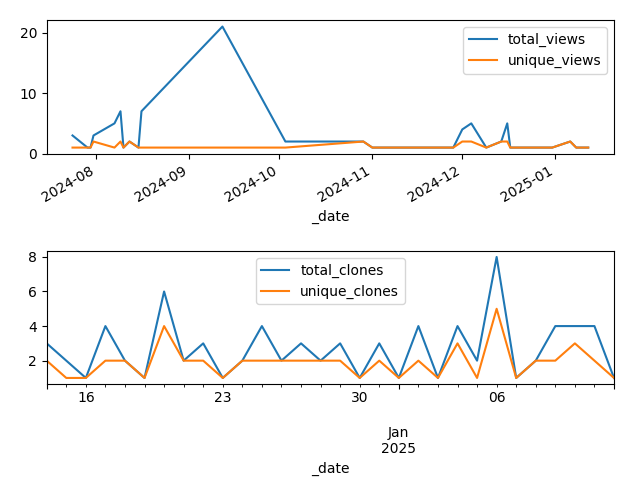 20
10
0
total_views
unique_views
2024-08
2024-09
2024-10
2024-11
2024-12
2025-01
_date
8
6
4
2
total_clones
unique_clones
16
23
30
06
Jan
2025
_date